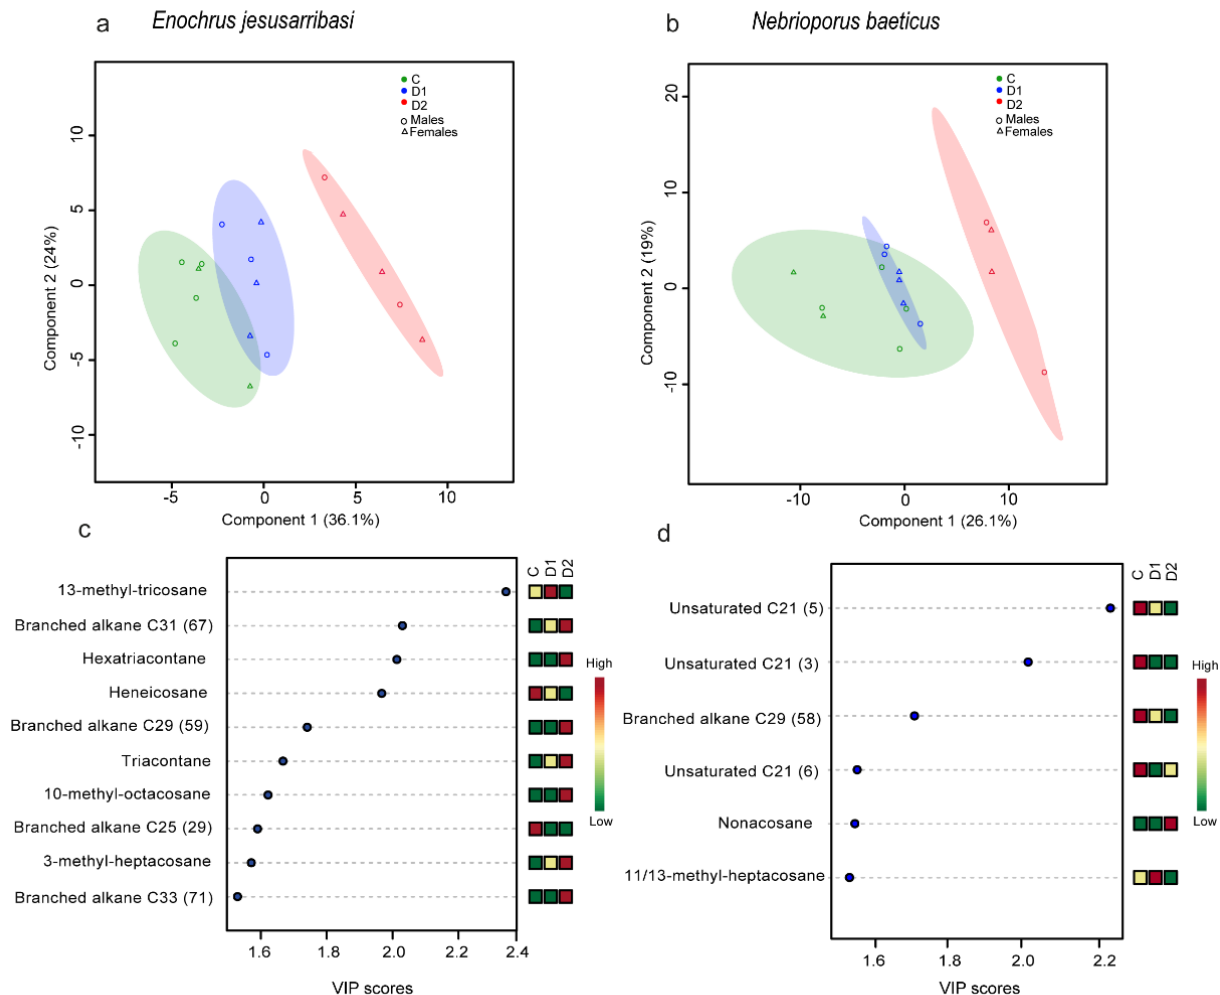 a
Enochrus jesusarribasi
C
D1
D2
Males
Females
10
5
0
-5
-10
Component 2 (24%)
-5
0
5
10
Component 1 (36.1%)
b
Nebrioporus baeticus
C
D1
D2
Males
Females
20
10
0
-10
Component 2 (19%)
-10
0
10
Component 1 (26.1%)
c
C
D1
D2
13-methyl-tricosane
Branched alkane C31 (67)
Hexatriacontane
Heneicosane
Branched alkane C29 (59)
Triacontane
10-methyl-octacosane
Branched alkane C25 (29)
3-methyl-heptacosane
Branched alkane C33 (71)
High
Low
1.6
1.8
2.0
2.2
2.4
VIP scores
d
C
D1
D2
Unsaturated C21 (5)
Unsaturated C21 (3)
Branched alkane C29 (58)
Unsaturated C21 (6)
Nonacosane
11/13-methyl-heptacosane
High
Low
1.6
1.8
2.0
2.2
VIP scores